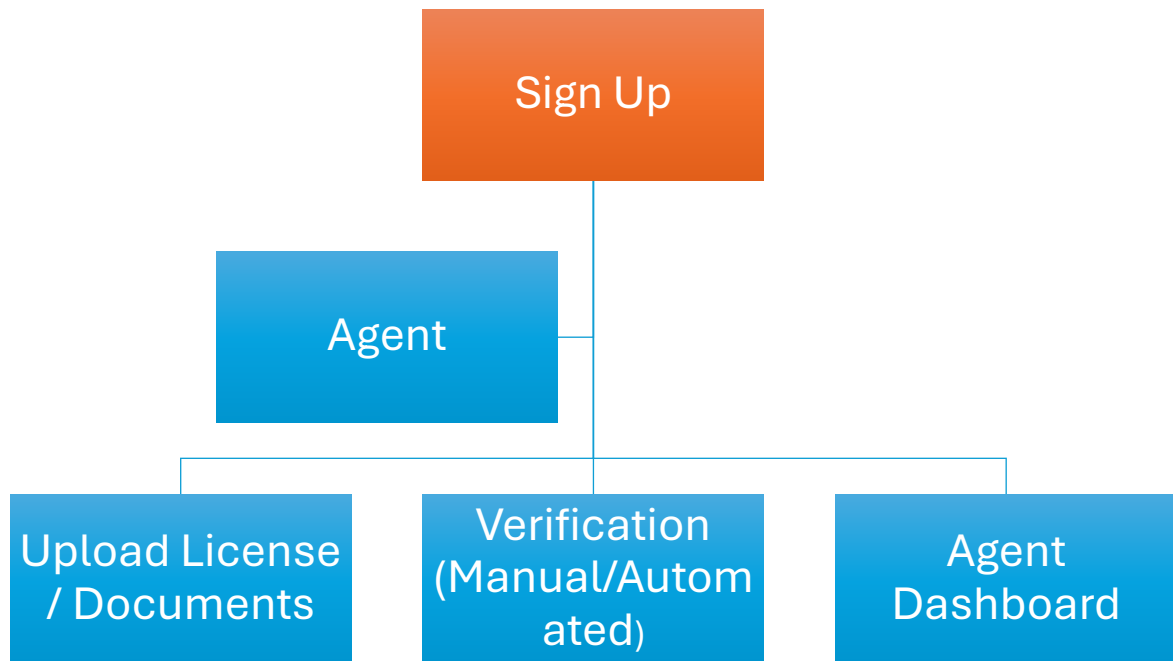 Sign Up
Agent
Upload License
/ Documents
Verification
(Manual/Autom
ated)
Agent
Dashboard